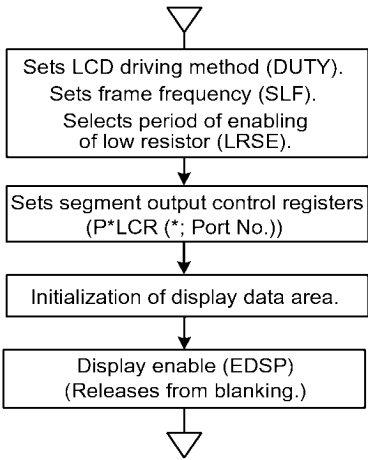 Sets LCD driving method (DUTY).
Sets frame frequency (SLF).
Selects period of enabling
of low resistor (LRSE).
Sets segment output control registers
(P*LCR (*; Port No.))
Initialization of display data area.
Display enable (EDSP)
(Releases from blanking.)